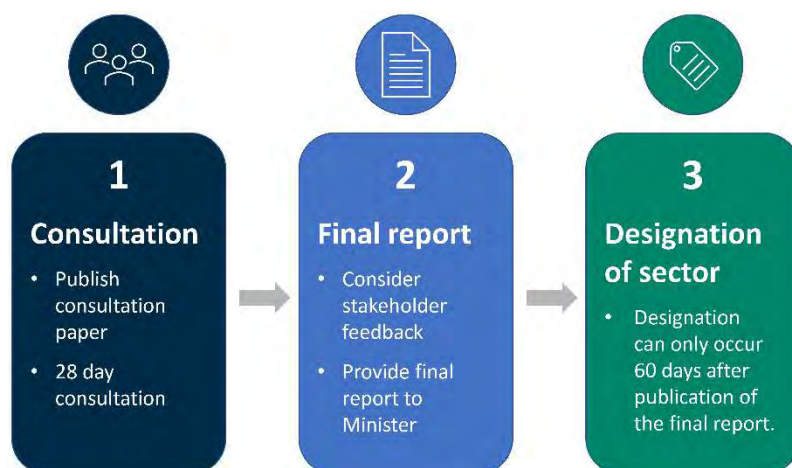 1
Consultation
• Publish
consultation
paper
• 28 day
consultation
2
Final report
• Consider
stakeholder
feedback
• Provide final
report to
Minister
3
Designation
of sector
• Designation
can only occur
60 days after
publication of
the final report.